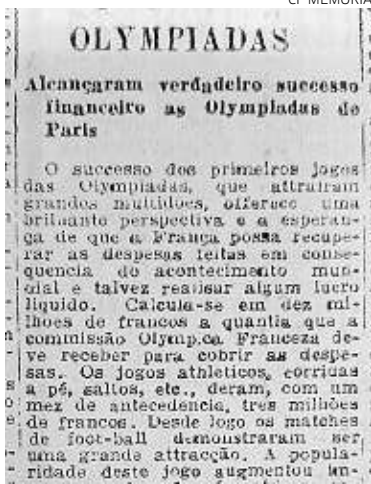 CP MEMÓRIA
OLYMPIADAS
Alcançaram verdadeiro successo
financeiro as Olympiadas de
Paris
O successo dos primeiros jogos
das Olympiadas, que attrairam
grandes multidões, offerece uma
brilhante perspectiva e a esperan-
ça de que a França possa recupe-
rar as despesas feitas em conse-
quencia do acontecimento mun-
dial e talvez realisar algum lucro
liquido. Calcula-se em dez mi-
lhões de francos a quantia que a
commissão Olympica Franceza de-
ve receber para cobrir as despe-
sas. Os jogos athleticos, corridas
a pé, saltos, etc., deram, com um
mez de antecedencia, tres milhões
de francos. Desde logo os matches
de foot-ball demonstraram ser
uma grande attracção. A popula-
ridade deste jogo augmentou im-